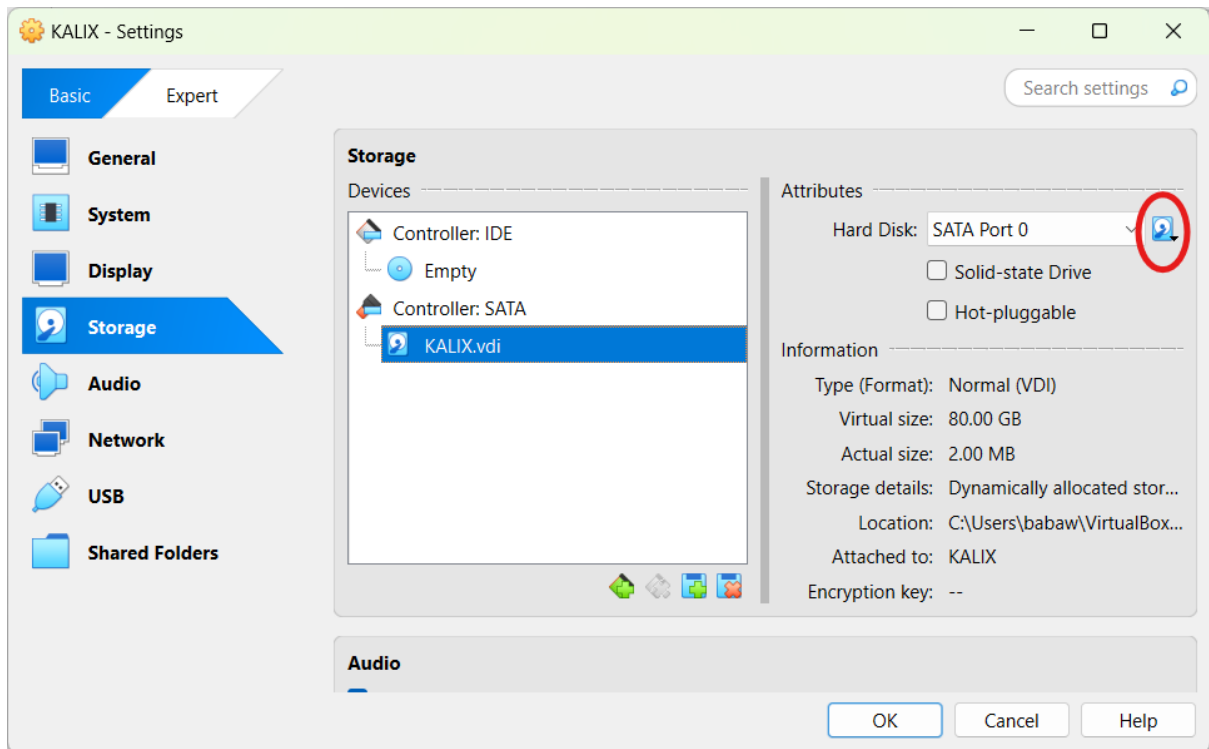 KALIX - Settings
Basic
Expert
Search settings
General
System
Display
Storage
Audio
Network
USB
Shared Folders
Storage
Devices
Controller: IDE
Empty
Controller: SATA
KALIX.vdi
Attributes
Hard Disk: SATA Port 0
Solid-state Drive
Hot-pluggable
Information
Type (Format): Normal (VDI)
Virtual size: 80.00 GB
Actual size: 2.00 MB
Storage details: Dynamically allocated stor...
Location: C:\Users\babaw\VirtualBox...
Attached to: KALIX
Encryption key: --
Audio
OK
Cancel
Help